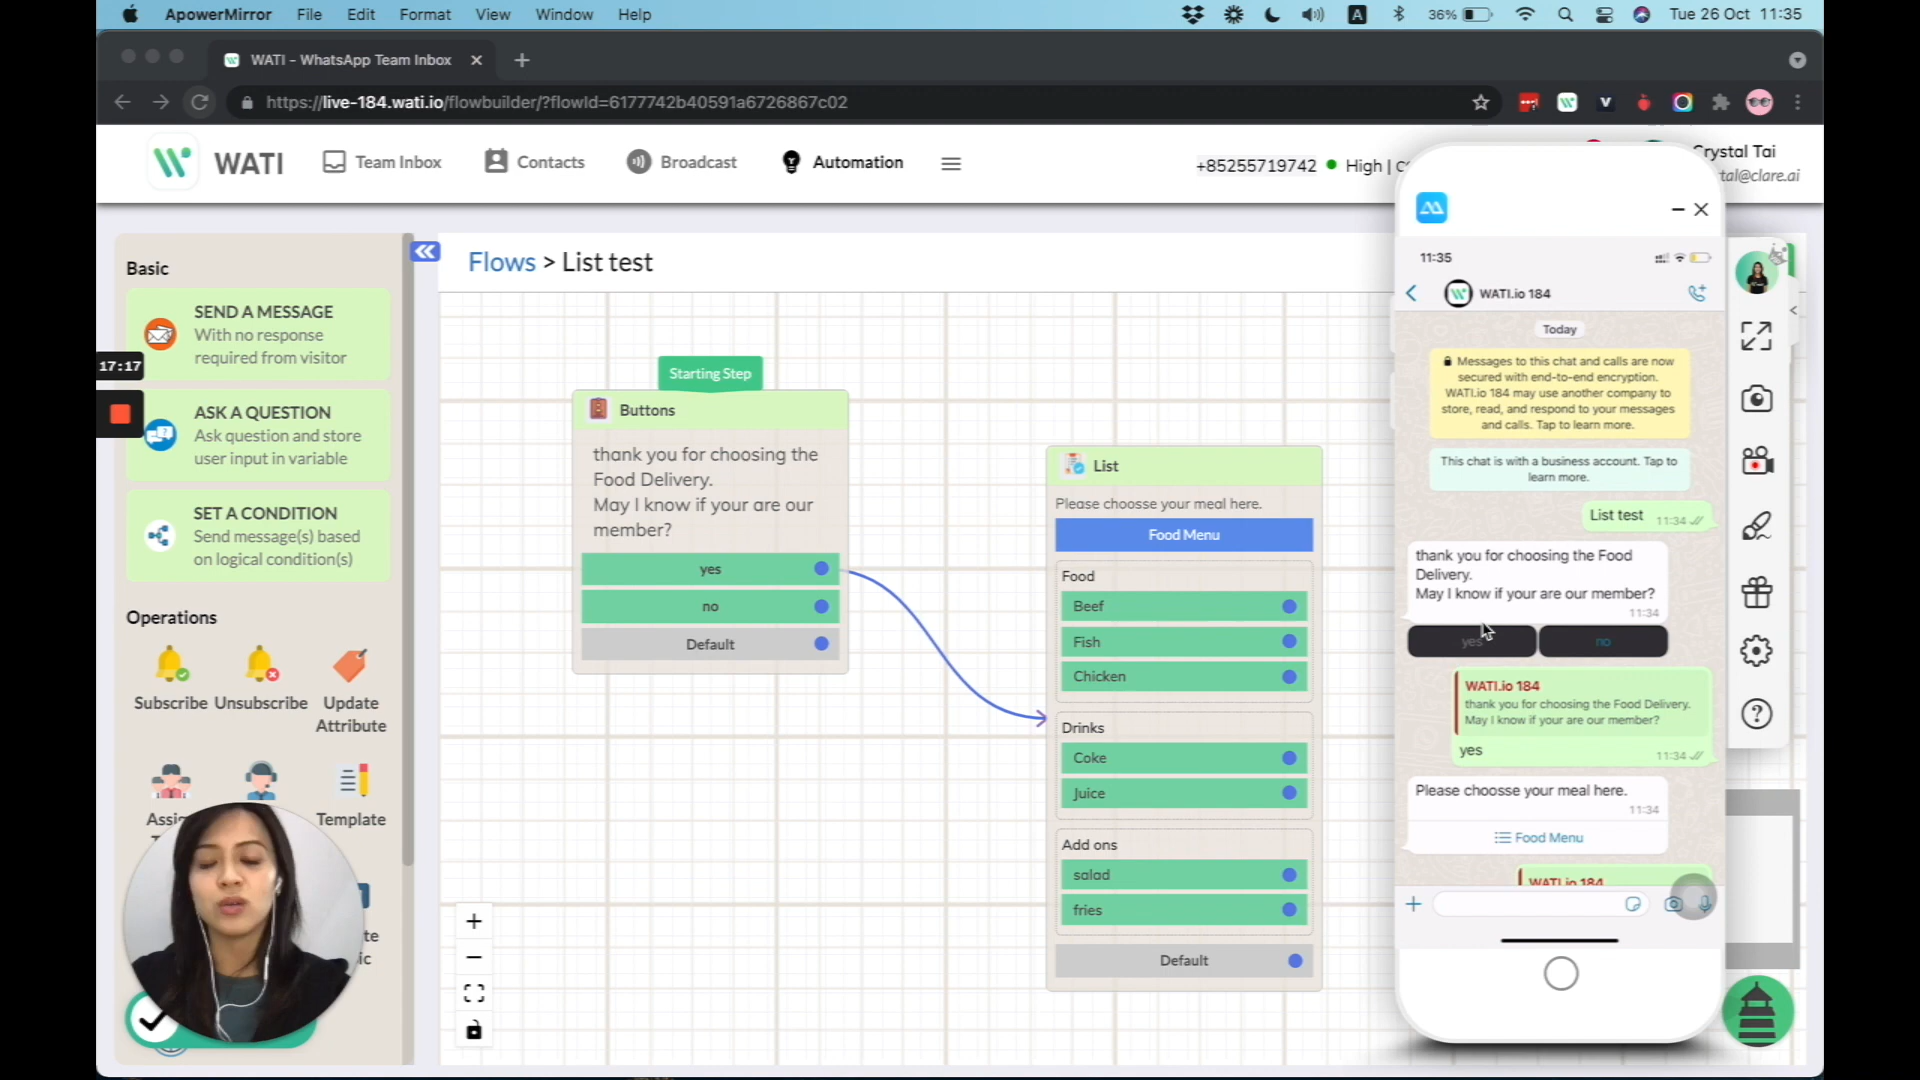 ApowerMirror File Edit Format View Window Help
A 36% Tue 26 Oct 11:35
WATI - WhatsApp Team Inbox
https://live-184.wati.io/flowbuilder/?flowId=6177742b40591a6726867c02
WATI Team Inbox Contacts Broadcast Automation
+85255719742 High |
Crystal Tai
tal@clare.ai
Basic
SEND A MESSAGE
With no response
required from visitor
17:17
ASK A QUESTION
Ask question and store
user input in variable
SET A CONDITION
Send message(s) based
on logical condition(s)
Operations
Subscribe Unsubscribe Update
Attribute
Template
Flows > List test
Starting Step
Buttons
thank you for choosing the
Food Delivery.
May I know if your are our
member?
yes
no
Default
List
Please choosse your meal here.
Food Menu
Food
Beef
Fish
Chicken
Drinks
Coke
Juice
Add ons
salad
fries
Default
11:35
WATI.io 184
Today
Messages to this chat and calls are now
secured with end-to-end encryption.
WATI.io 184 may use another company to
store, read, and respond to your messages
and calls. Tap to learn more.
This chat is with a business account. Tap to
learn more.
List test 11:34
thank you for choosing the Food
Delivery.
May I know if your are our member?
11:34
yes no
WATI.io 184
thank you for choosing the Food Delivery.
May I know if your are our member?
yes 11:34
Please choosse your meal here.
11:34
Food Menu
WATI.io 184